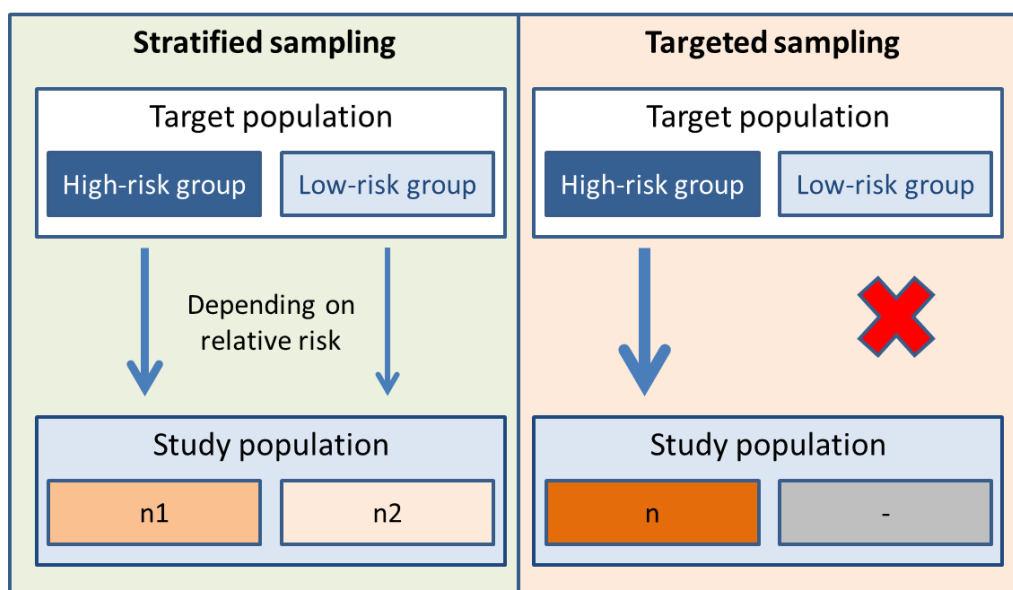 Stratified sampling
Target population
High-risk group
Low-risk group
Depending on
relative risk
Study population
n1
n2
Targeted sampling
Target population
High-risk group
Low-risk group
Study population
n
-